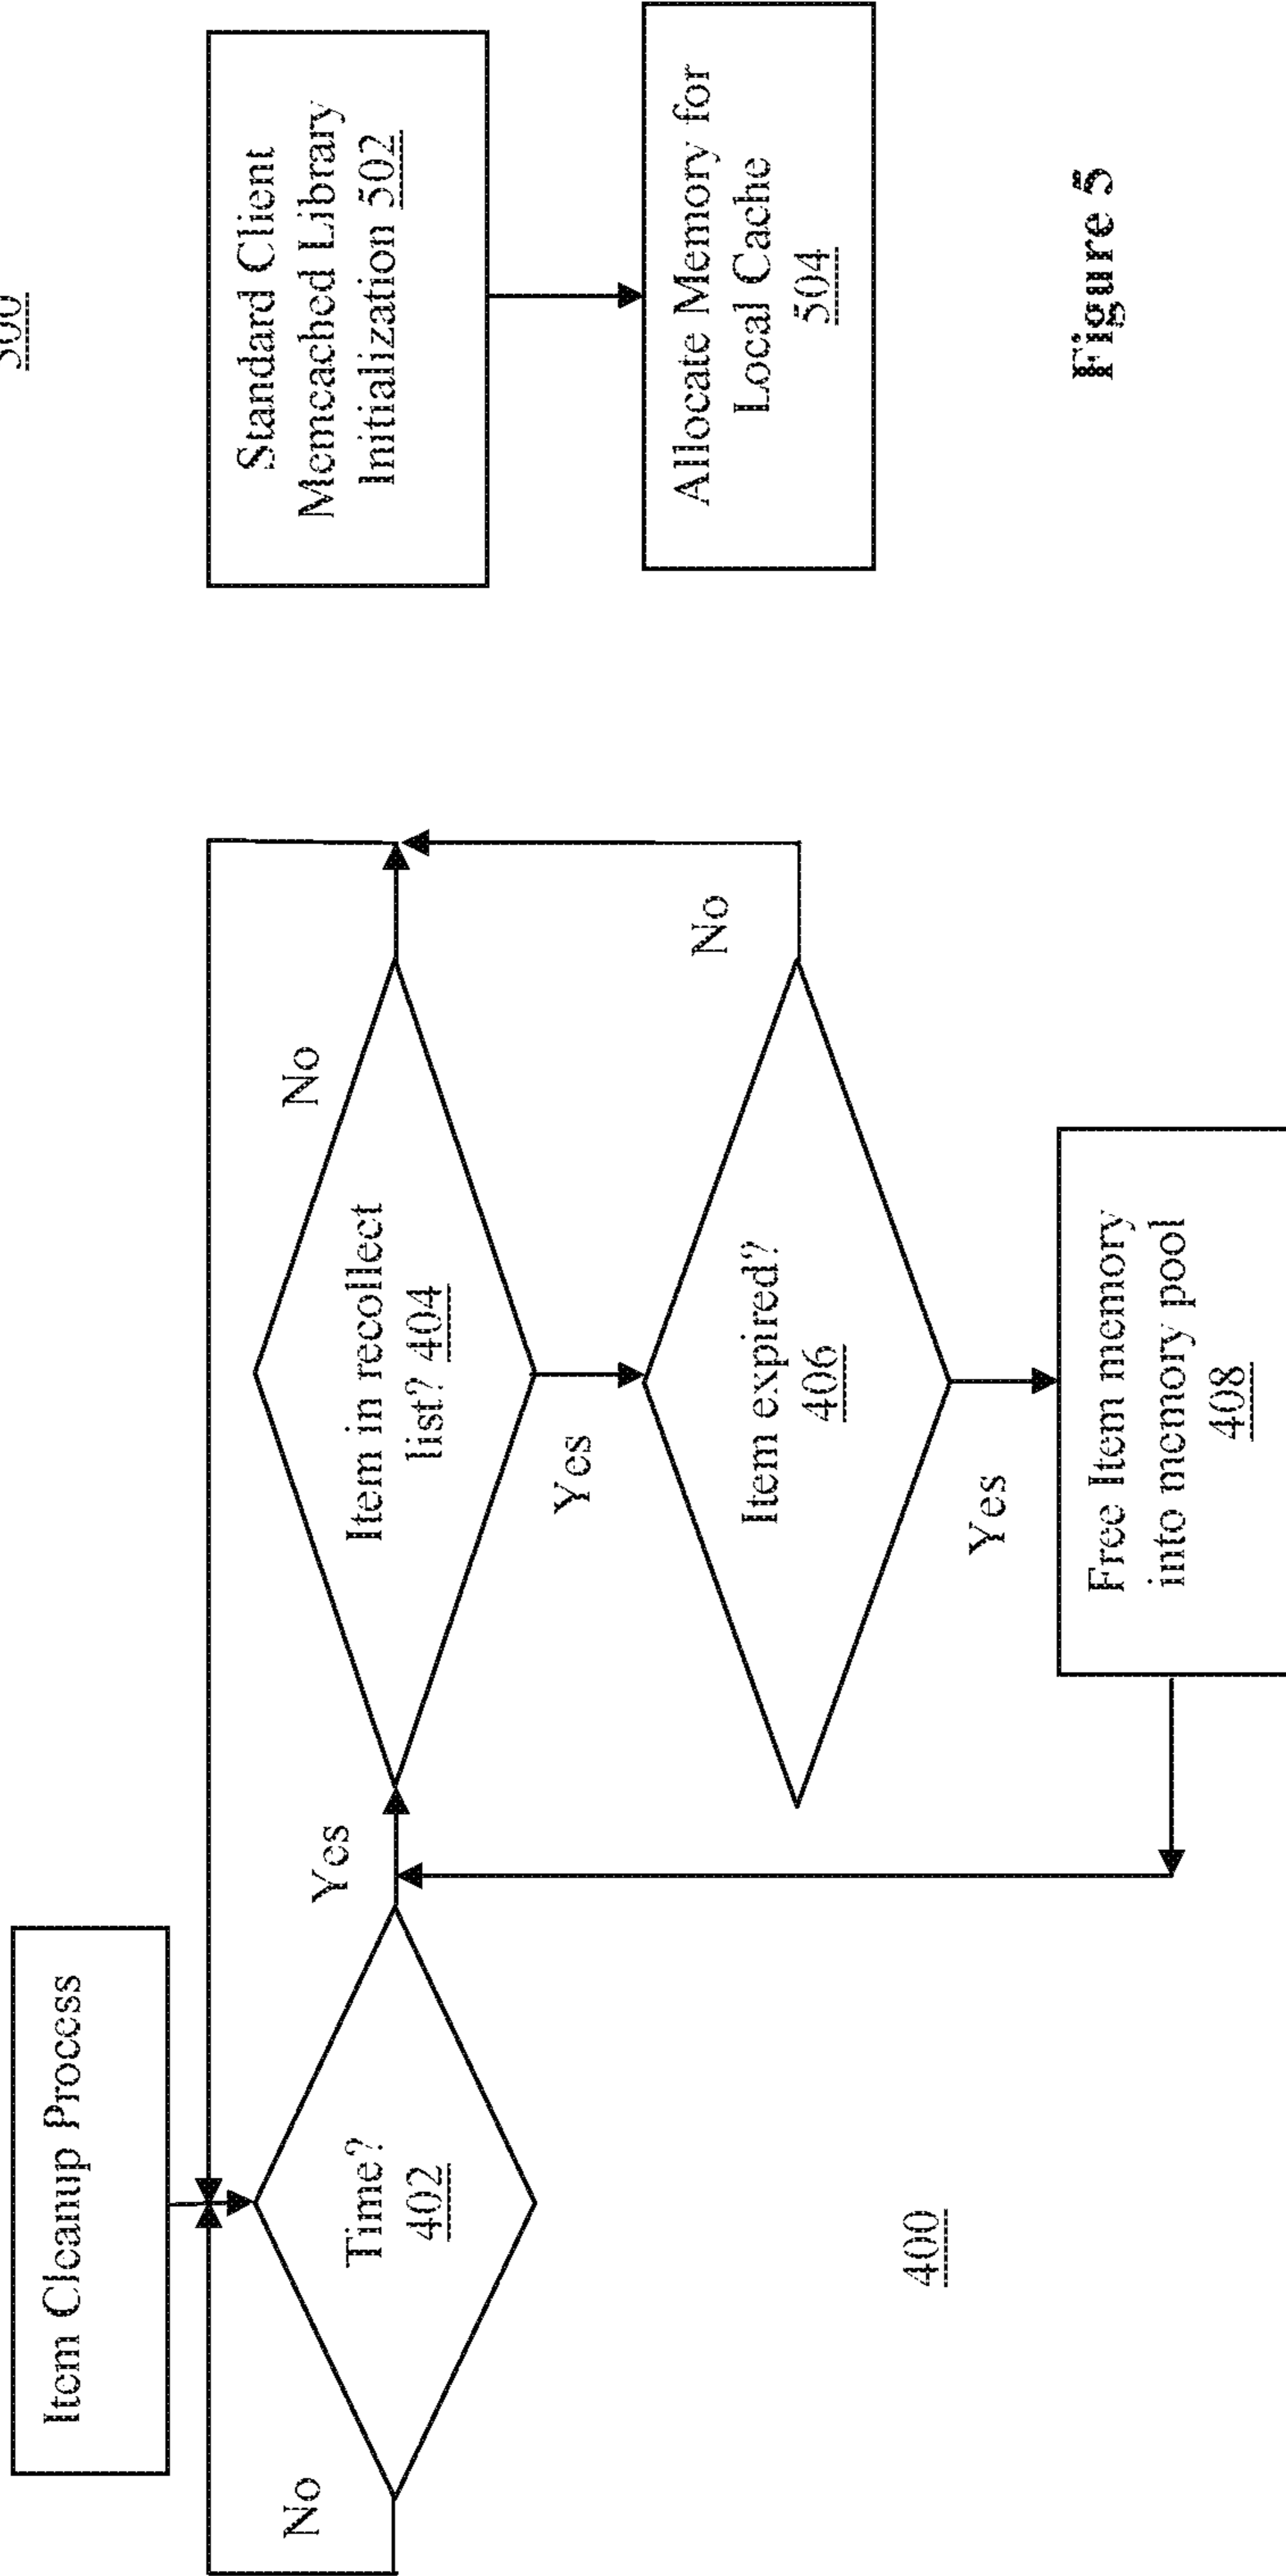 Item Cleanup Process
No
Time?
402
Yes
Item in recollect
list? 404
No
Yes
Item expired?
406
No
Yes
Free Item memory
into memory pool
408
400
500
Standard Client
Memcached Library
Initialization 502
Allocate Memory for
Local Cache
504
Figure 5